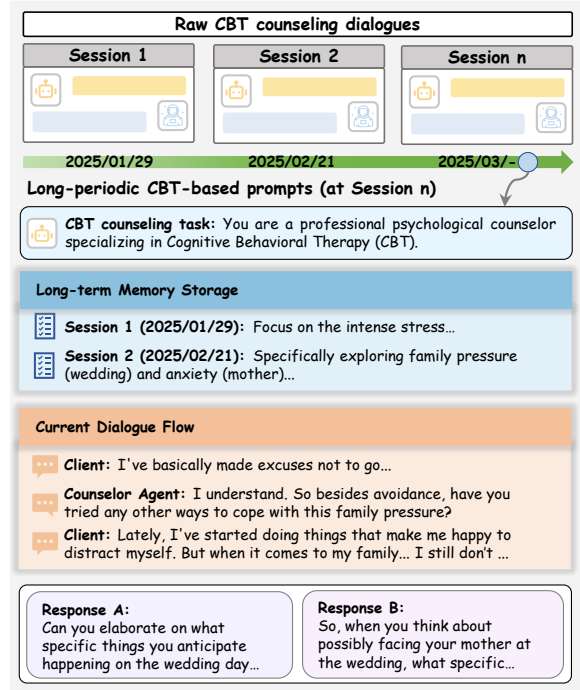 Raw CBT counseling dialogues
Session 1
Session 2
Session n
2025/01/29
2025/02/21
2025/03/-
Long-periodic CBT-based prompts (at Session n)
CBT counseling task: You are a professional psychological counselor
specializing in Cognitive Behavioral Therapy (CBT).
Long-term Memory Storage
Session 1 (2025/01/29): Focus on the intense stress…
Session 2 (2025/02/21): Specifically exploring family pressure
(wedding) and anxiety (mother)...
Current Dialogue Flow
Client: I've basically made excuses not to go...
Counselor Agent: I understand. So besides avoidance, have you
tried any other ways to cope with this family pressure?
Client: Lately, I've started doing things that make me happy to
distract myself. But when it comes to my family... I still don't ...
Response A:
Can you elaborate on what
specific things you anticipate
happening on the wedding day…
Response B:
So, when you think about
possibly facing your mother at
the wedding, what specific…